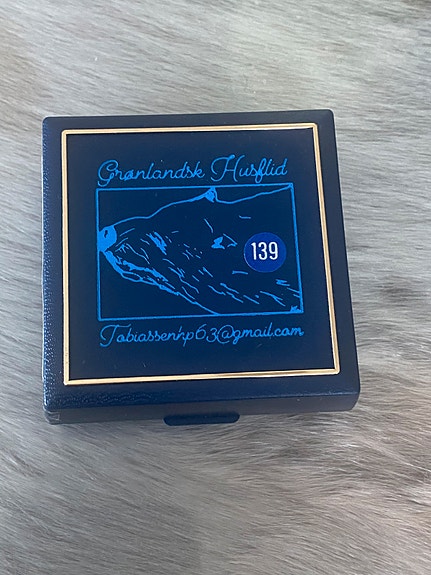 Grønlandsk Husflid
139
Tobiassenhp63@gmail.com